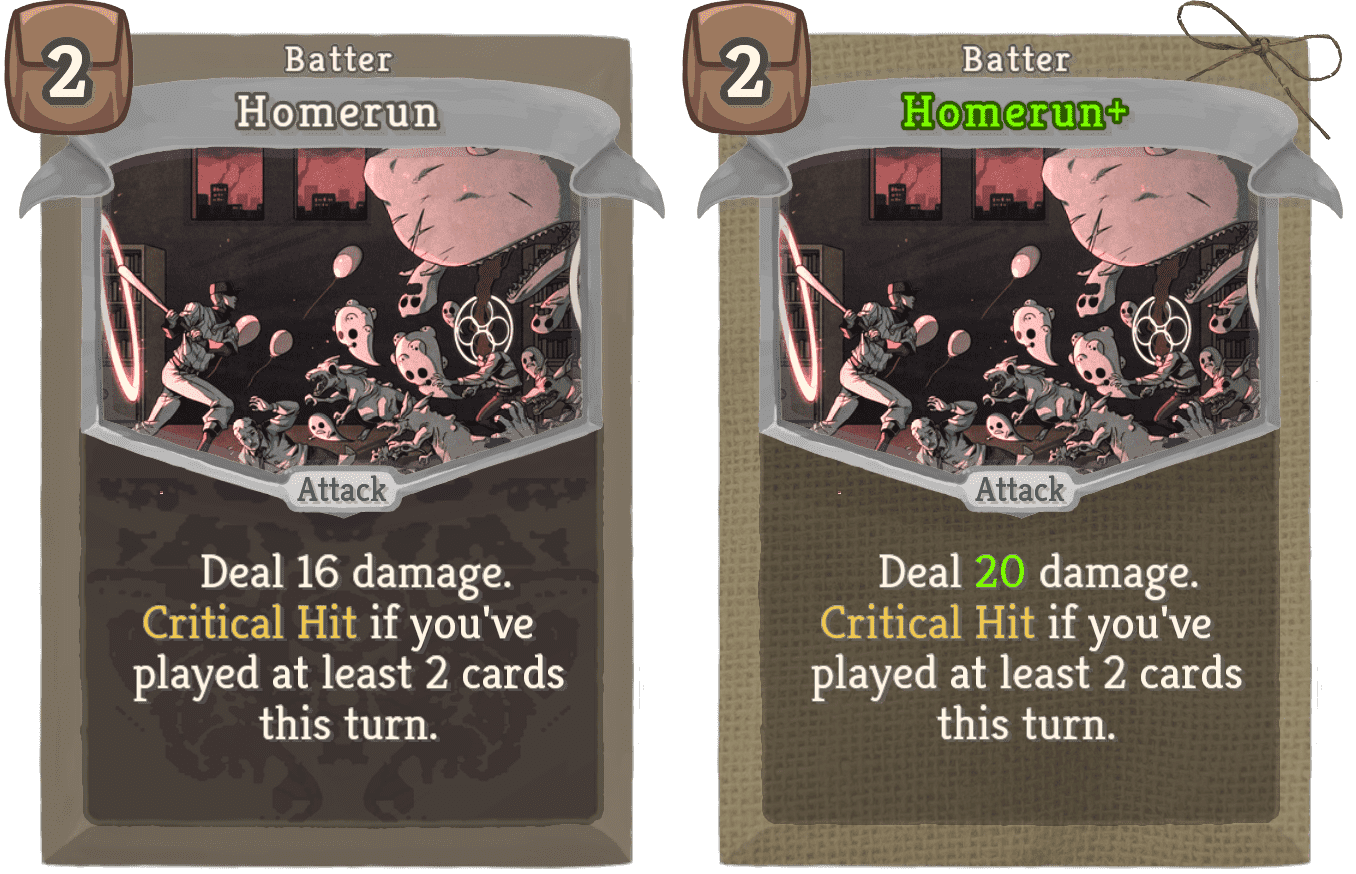 2
Batter
Homerun
Attack
Deal 16 damage.
Critical Hit if you've
played at least 2 cards
this turn.
2
Batter
Homerun+
Attack
Deal 20 damage.
Critical Hit if you've
played at least 2 cards
this turn.